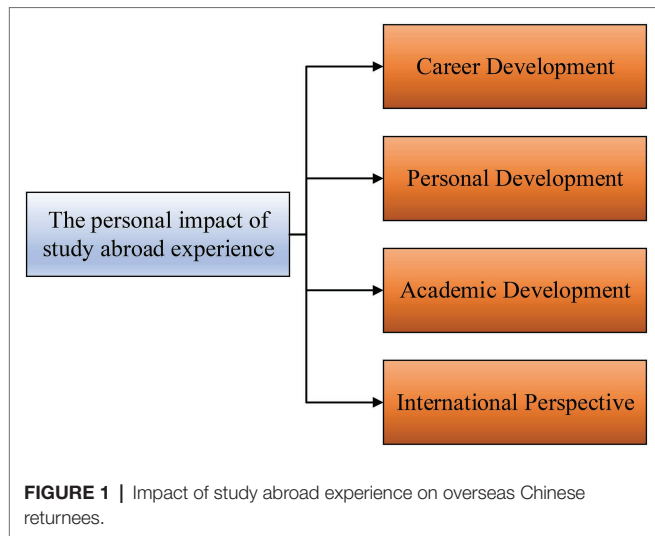 Career Development
Personal Development
The personal impact of
study abroad experience
Academic Development
International Perspective
FIGURE 1 | Impact of study abroad experience on overseas Chinese
returnees.